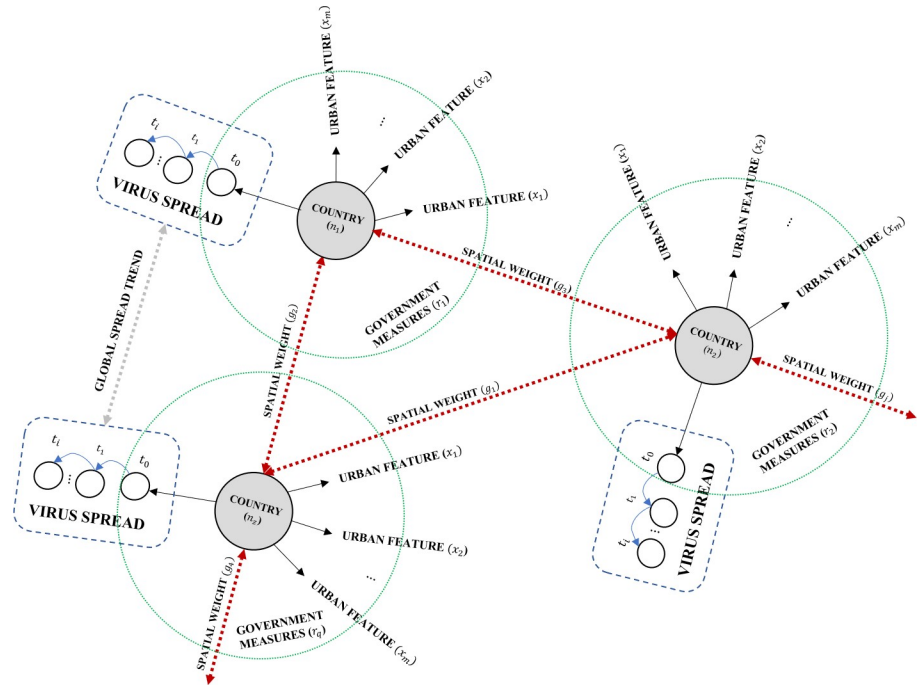 URBAN FEATURE (x_m)
...
URBAN FEATURE (x_2)
URBAN FEATURE (x_1)
COUNTRY
(n_1)
t_i
t_1
t_0
...
VIRUS SPREAD
GOVERNMENT
MEASURES (r_1)
GLOBAL SPREAD TREND
SPATIAL WEIGHT (g_2)
SPATIAL WEIGHT (g_3)
SPATIAL WEIGHT (g_1)
URBAN FEATURE (x_1)
URBAN FEATURE (x_2)
...
URBAN FEATURE (x_m)
COUNTRY
(n_2)
SPATIAL WEIGHT (g_j)
GOVERNMENT
MEASURES (r_2)
t_0
t_1
...
t_i
VIRUS SPREAD
t_i
t_1
t_0
...
VIRUS SPREAD
COUNTRY
(n_z)
URBAN FEATURE (x_1)
URBAN FEATURE (x_2)
...
URBAN FEATURE (x_m)
GOVERNMENT
MEASURES (r_q)
SPATIAL WEIGHT (g_4)